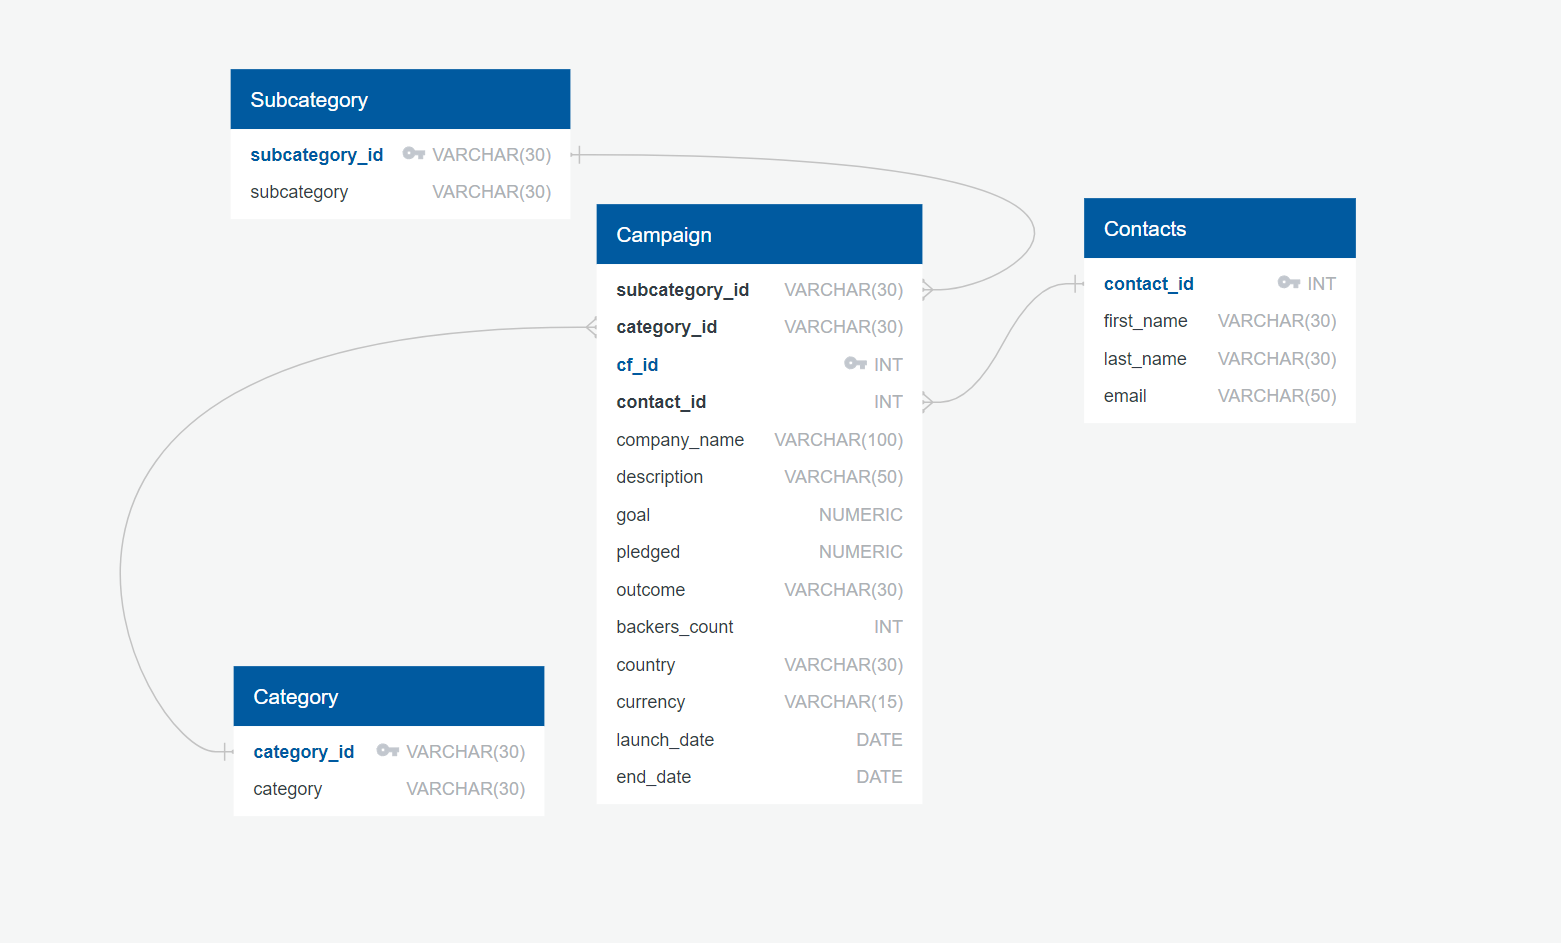 Subcategory
subcategory_id VARCHAR(30)
subcategory VARCHAR(30)
Campaign
subcategory_id VARCHAR(30)
category_id VARCHAR(30)
cf_id INT
contact_id INT
company_name VARCHAR(100)
description VARCHAR(50)
goal NUMERIC
pledged NUMERIC
outcome VARCHAR(30)
backers_count INT
country VARCHAR(30)
currency VARCHAR(15)
launch_date DATE
end_date DATE
Contacts
contact_id INT
first_name VARCHAR(30)
last_name VARCHAR(30)
email VARCHAR(50)
Category
category_id VARCHAR(30)
category VARCHAR(30)